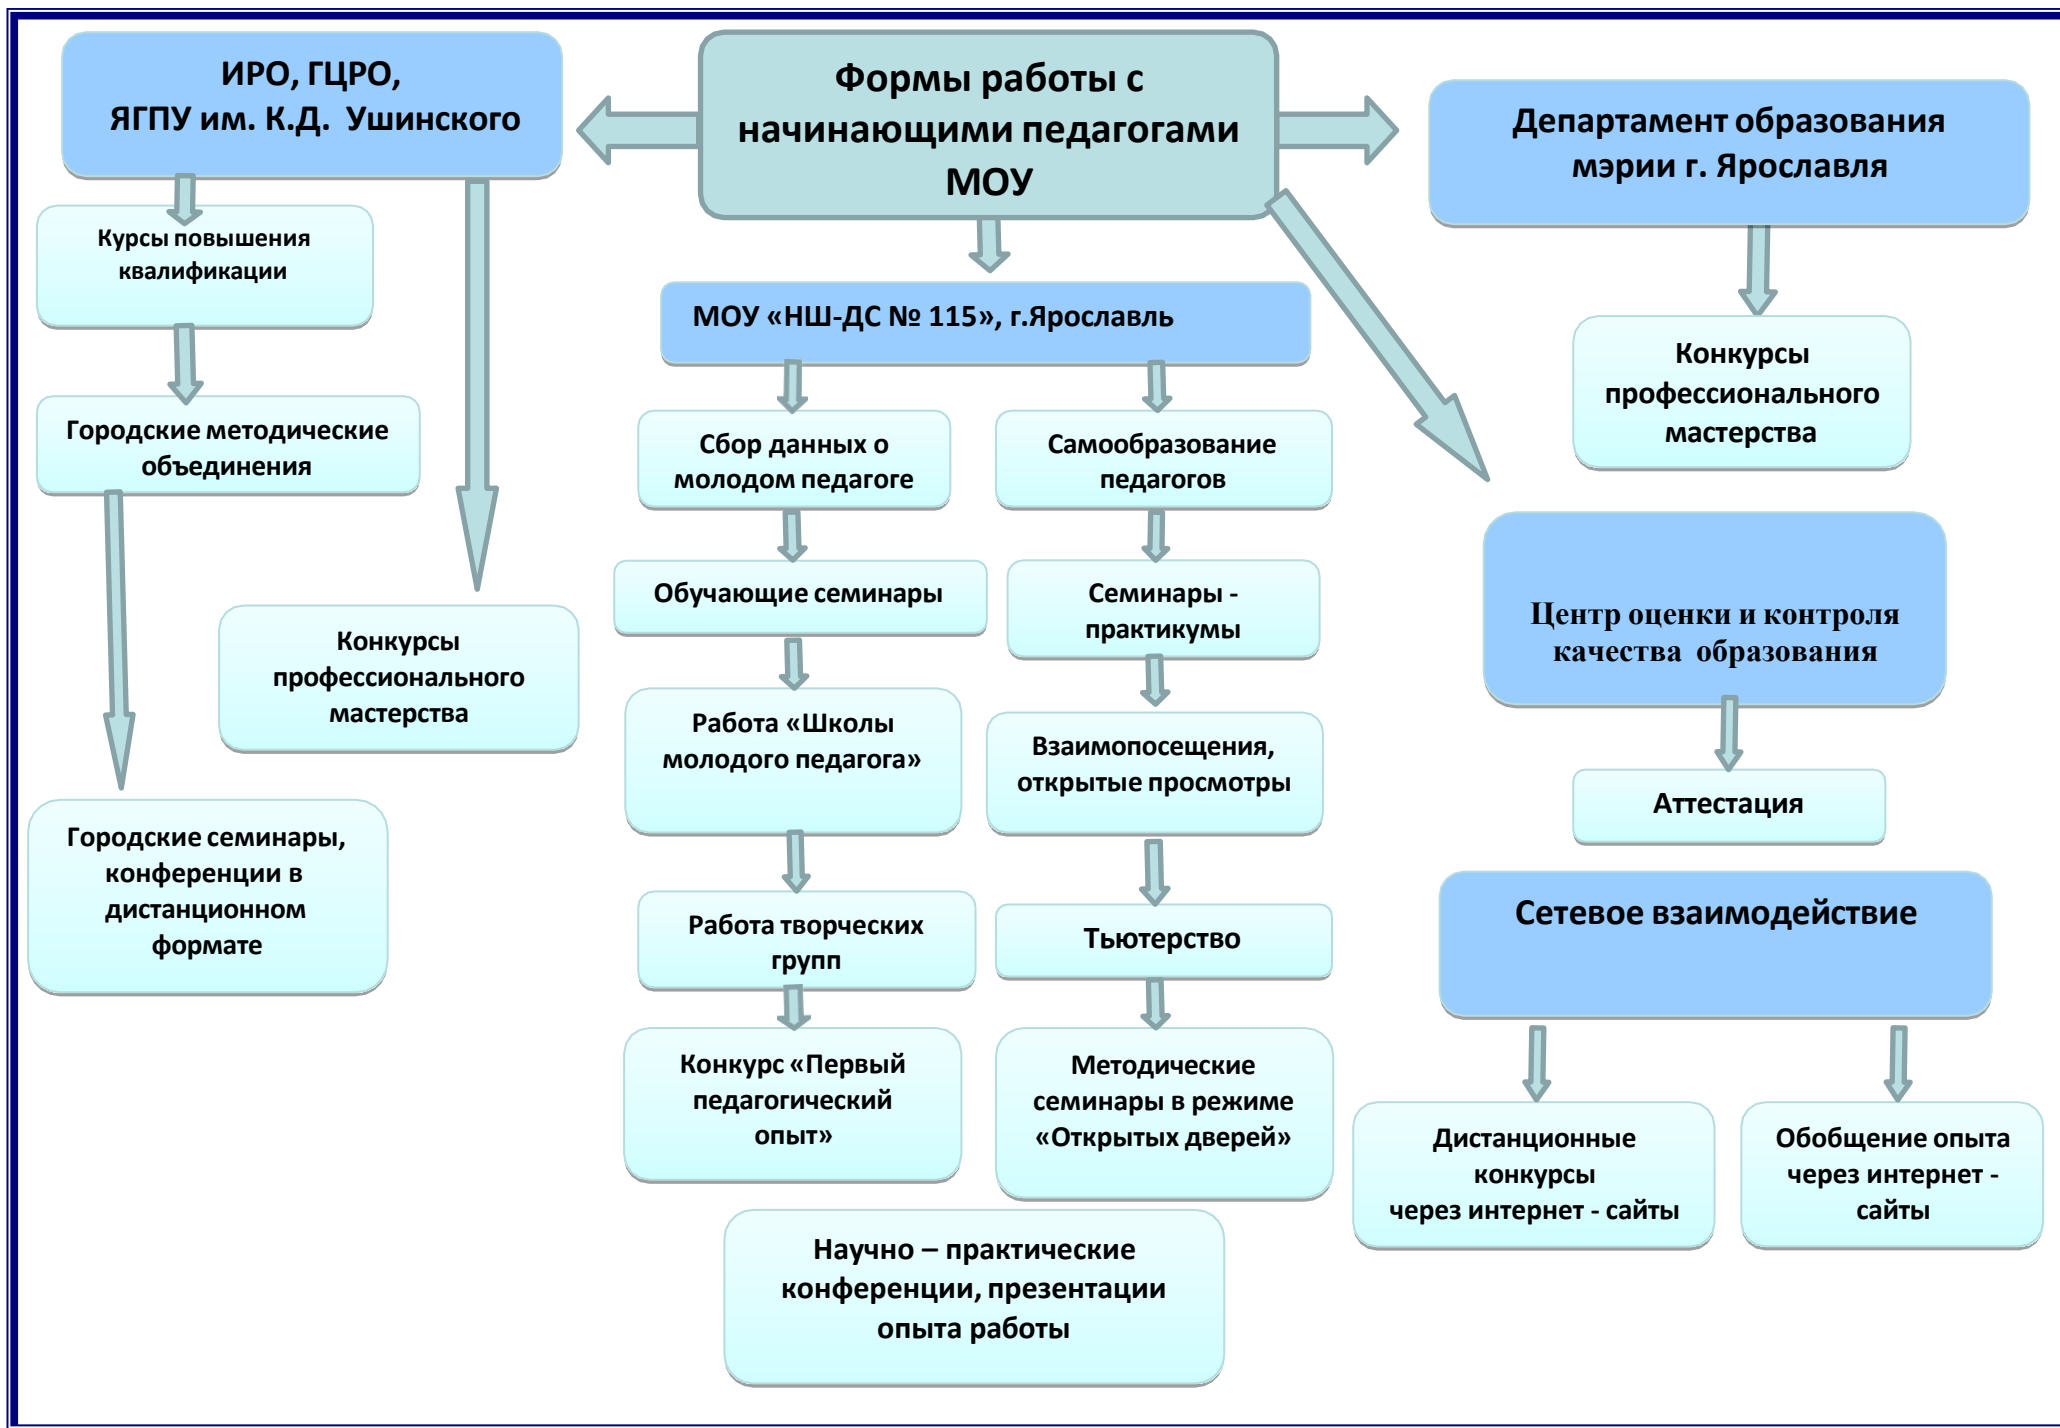 ИРО, ГЦРО,
ЯГПУ им. К.Д. Ушинского
Формы работы с
начинающими педагогами
МОУ
Департамент образования
мэрии г. Ярославля
Курсы повышения
квалификации
Городские методические
объединения
Городские семинары,
конференции в
дистанционном
формате
Конкурсы
профессионального
мастерства
МОУ «НШ-ДС № 115», г.Ярославль
Сбор данных о
молодом педагоге
Обучающие семинары
Работа «Школы
молодого педагога»
Работа творческих
групп
Конкурс «Первый
педагогический
опыт»
Самообразование
педагогов
Семинары -
практикумы
Взаимопосещения,
открытые просмотры
Тьютерство
Методические
семинары в режиме
«Открытых дверей»
Научно – практические
конференции, презентации
опыта работы
Конкурсы
профессионального
мастерства
Центр оценки и контроля
качества образования
Аттестация
Сетевое взаимодействие
Дистанционные
конкурсы
через интернет - сайты
Обобщение опыта
через интернет -
сайты